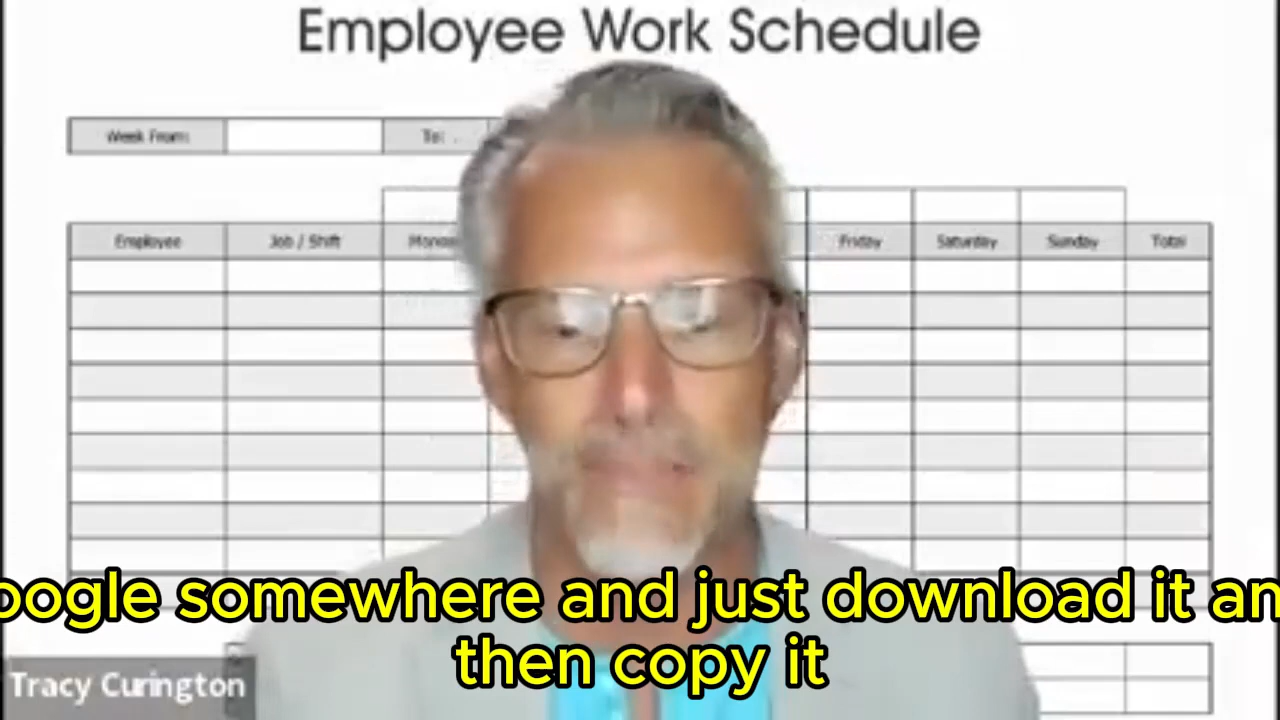 Employee Work Schedule
Week From:
To:
Employee
Job / Shift
Friday
Saturday
Sunday
Total
oogle somewhere and just download it an
then copy it
Tracy Curington